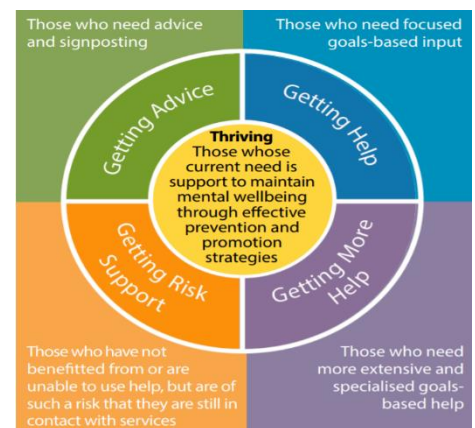 Those who need advice
and signposting
Those who need focused
goals-based input
Getting Advice
Getting Help
Thriving
Those whose
current need is
support to maintain
mental wellbeing
through effective
prevention and
promotion
strategies
Getting Risk
Support
Getting More
Help
Those who have not
benefitted from or are
unable to use help, but are of
such a risk that they are still in
contact with services
Those who need
more extensive and
specialised goals-
based help